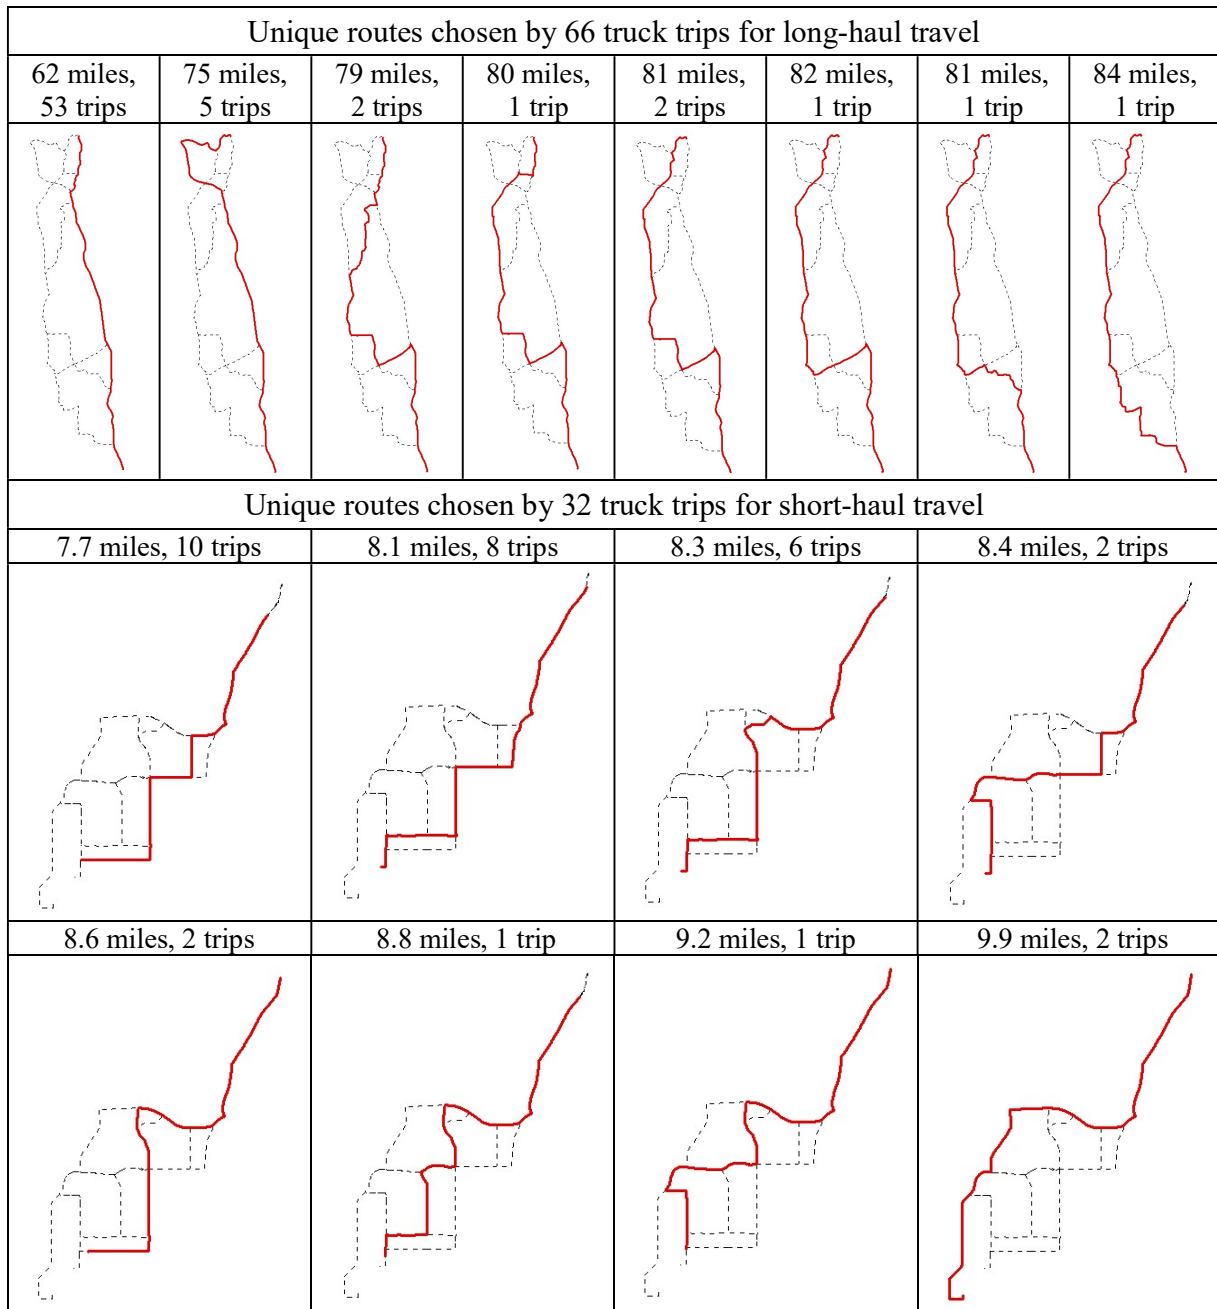 Unique routes chosen by 66 truck trips for long-haul travel
62 miles,
53 trips
75 miles,
5 trips
79 miles,
2 trips
80 miles,
1 trip
81 miles,
2 trips
82 miles,
1 trip
81 miles,
1 trip
84 miles,
1 trip
Unique routes chosen by 32 truck trips for short-haul travel
7.7 miles, 10 trips
8.1 miles, 8 trips
8.3 miles, 6 trips
8.4 miles, 2 trips
8.6 miles, 2 trips
8.8 miles, 1 trip
9.2 miles, 1 trip
9.9 miles, 2 trips